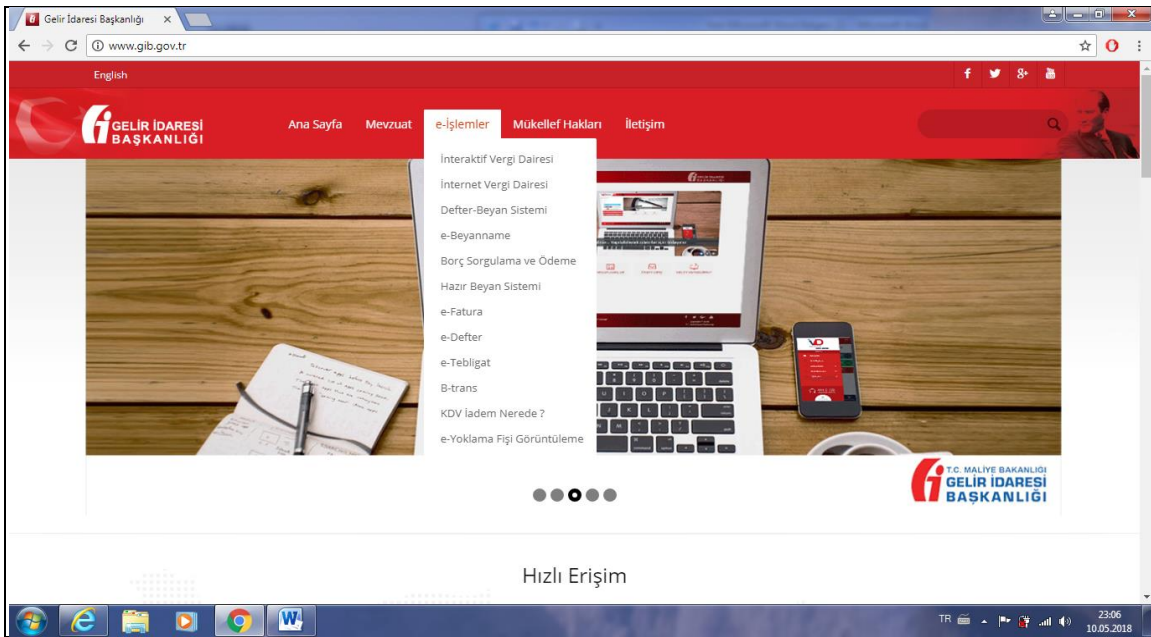 Gelir İdaresi Başkanlığı
www.gib.gov.tr
English
GELİR İDARESİ
BAŞKANLIĞI
Ana Sayfa Mevzuat e-İşlemler Mükellef Hakları İletişim
İnteraktif Vergi Dairesi
İnternet Vergi Dairesi
Defter-Beyan Sistemi
e-Beyanname
Borç Sorgulama ve Ödeme
Hazır Beyan Sistemi
e-Fatura
e-Defter
e-Tebligat
B-trans
KDV İadem Nerede ?
e-Yoklama Fişi Görüntüleme
T.C. MALİYE BAKANLIĞI
GELİR İDARESİ
BAŞKANLIĞI
Hızlı Erişim
TR
23:06
10.05.2018